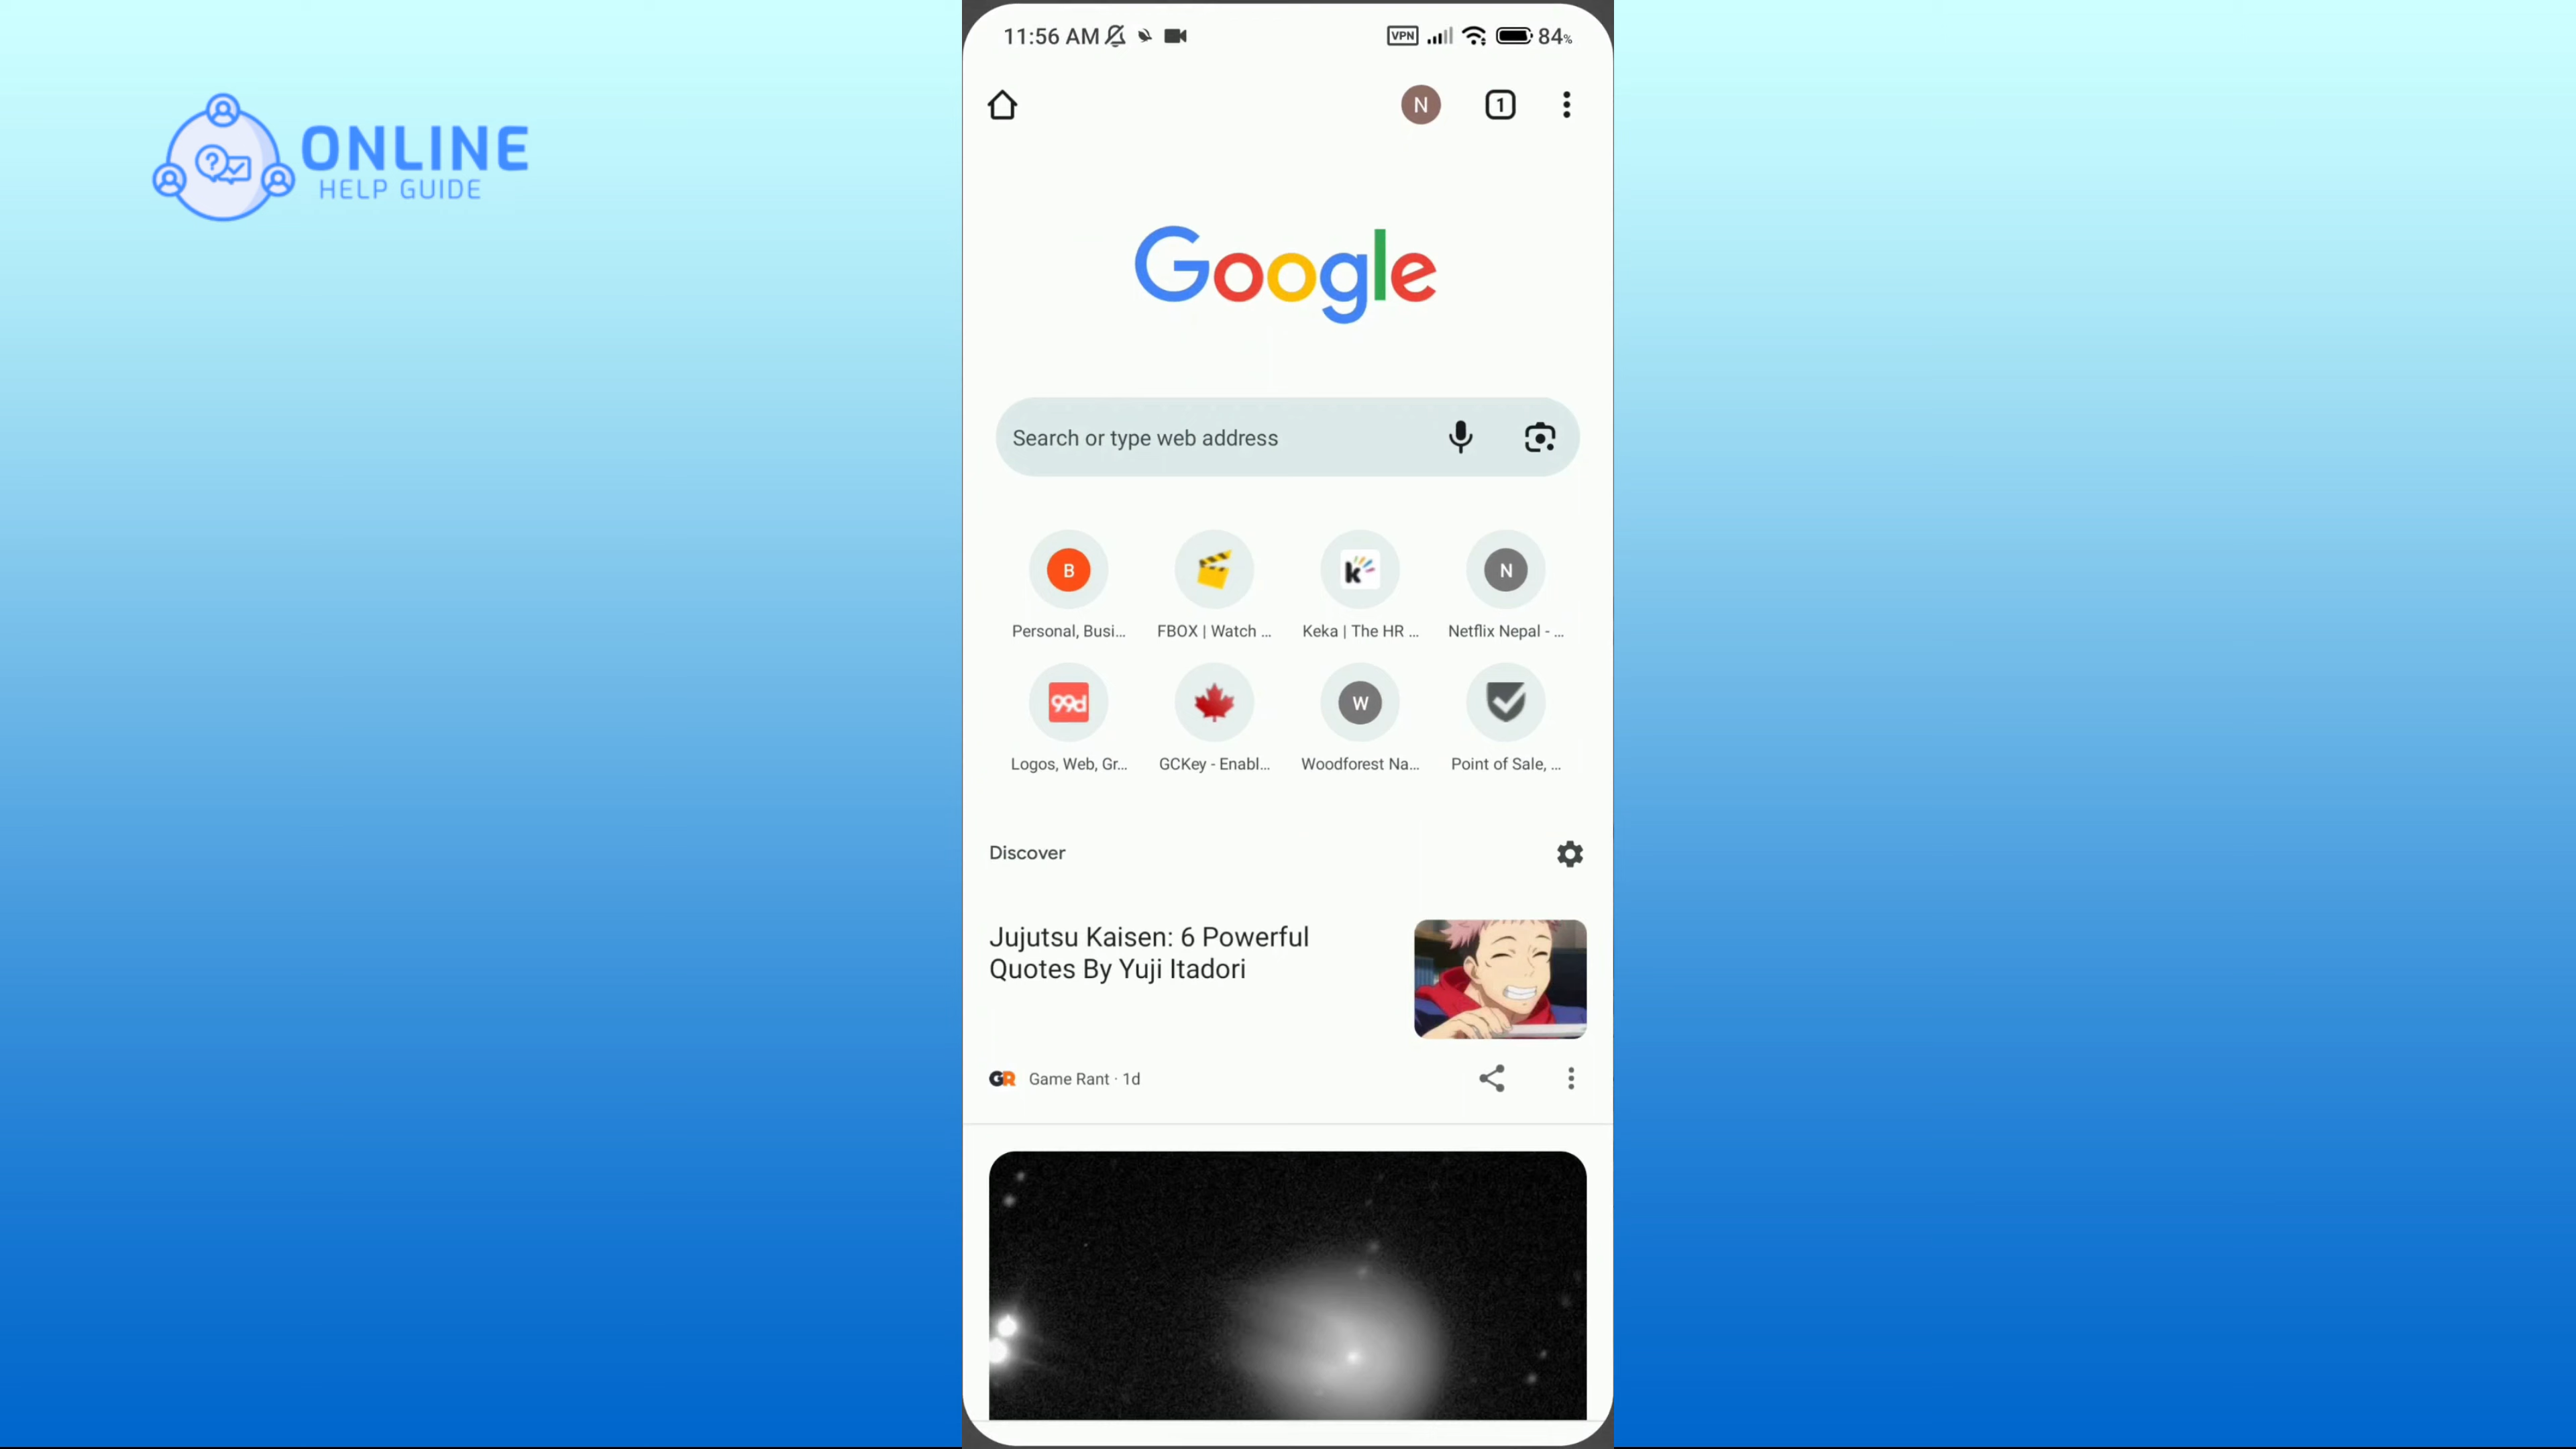 11:56 AM
VPN
84%
ONLINE
HELP GUIDE
N
1
Google
Search or type web address
B
N
Personal, Busi...
FBOX | Watch ...
Keka | The HR ...
Netflix Nepal - ...
99d
W
Logos, Web, Gr...
GCKey - Enabl...
Woodforest Na...
Point of Sale, ...
Discover
Jujutsu Kaisen: 6 Powerful
Quotes By Yuji Itadori
GR Game Rant · 1d